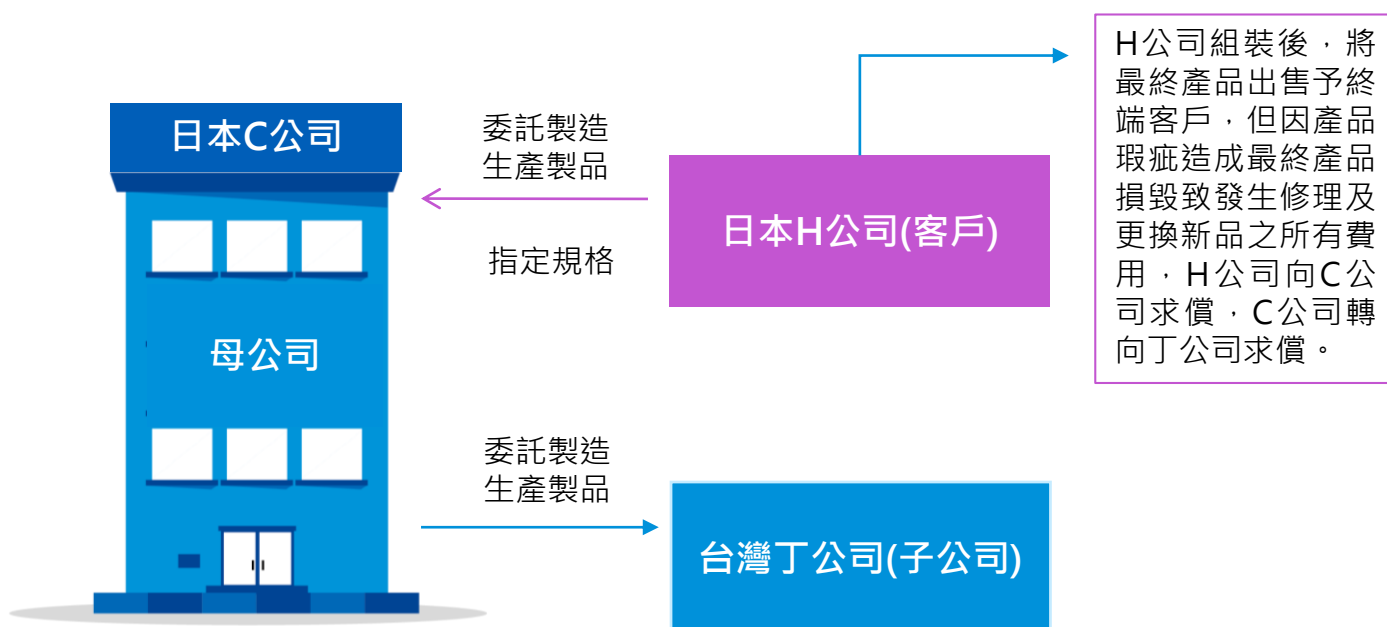 日本C公司
母公司
委託製造
生產製品
指定規格
日本H公司(客戶)
H公司組裝後，將
最終產品出售予終
端客戶，但因產品
瑕疵造成最終產品
損毀致發生修理及
更換新品之所有費
用，H公司向C公
司求償，C公司轉
向丁公司求償。
委託製造
生產製品
台灣丁公司(子公司)